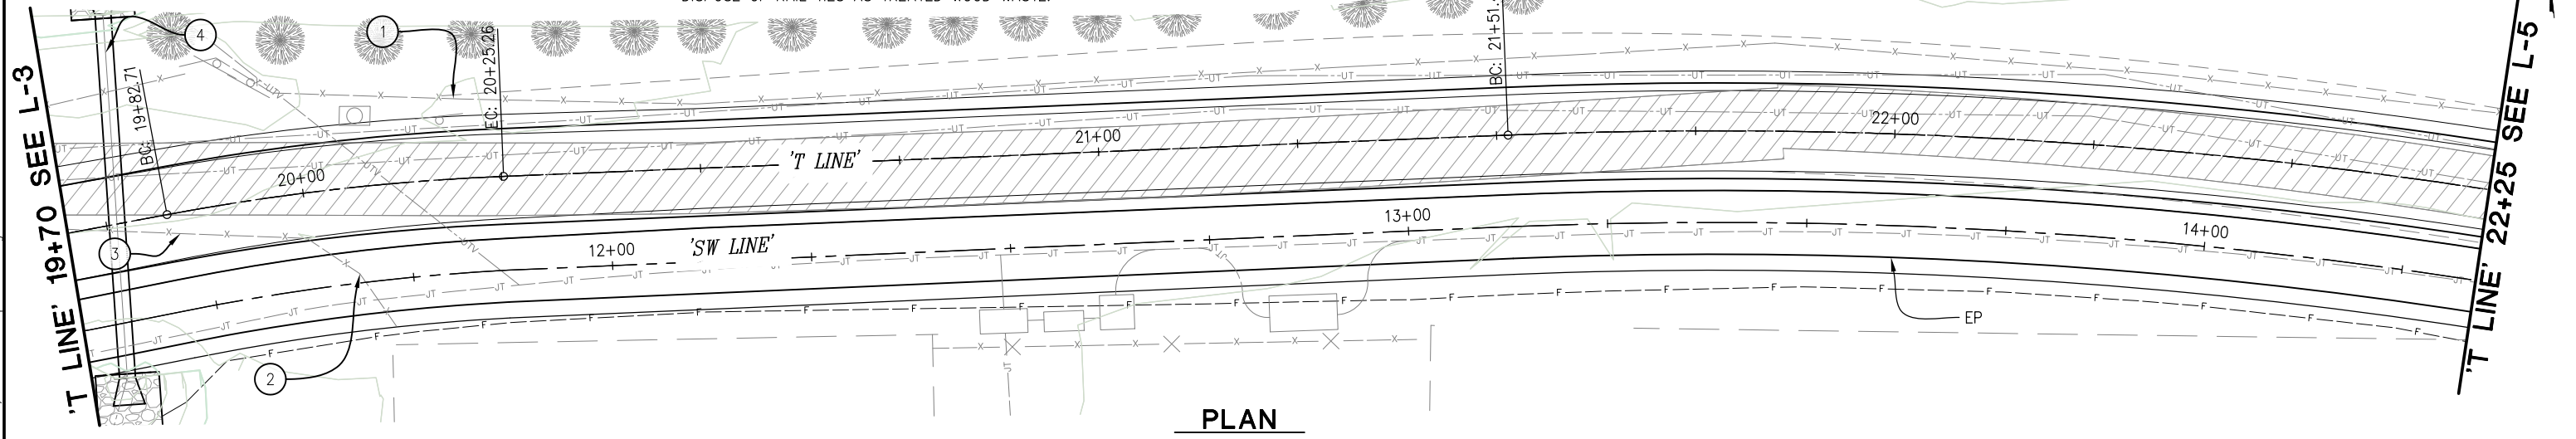 4
1
EC: 20+25.26
BC: 21+51.
BC: 19+82.71
'T LINE' 19+70 SEE L-3
'T LINE' 22+25 SEE L-5
20+00
'T LINE'
21+00
22+00
3
12+00
'SW LINE'
13+00
14+00
2
EP
PLAN